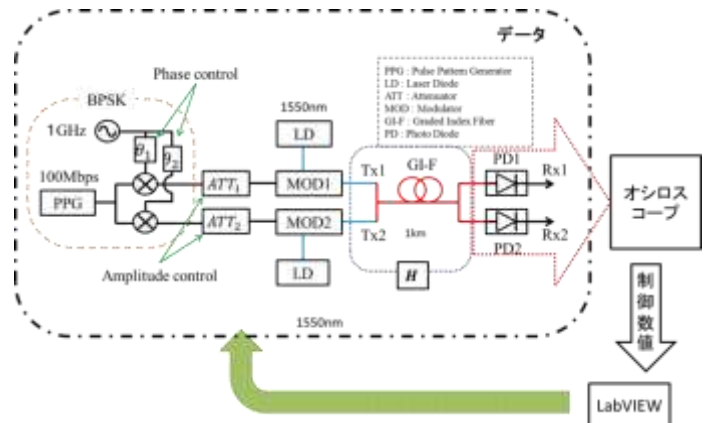 データ
PPG : Pulse Pattern Generator
LD : Laser Diode
ATT : Attenuator
MOD : Modulator
GI-F : Graded Index Fiber
PD : Photo Diode
Phase control
BPSK
1GHz
θ1
θ2
1550nm
LD
100Mbps
PPG
ATT1
MOD1
Tx1
GI-F
PD1
Rx1
ATT2
MOD2
Tx2
1km
PD2
Rx2
Amplitude control
LD
H
1550nm
オシロス
コープ
制御数値
LabVIEW